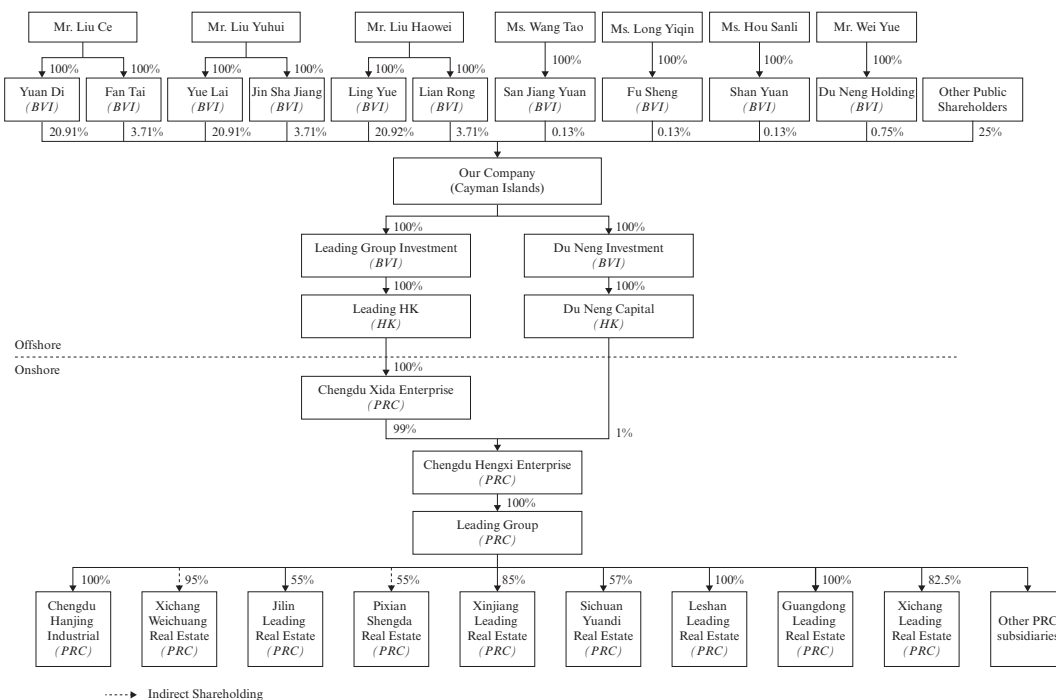 Mr. Liu Ce
Mr. Liu Yuhui
Mr. Liu Haowei
Ms. Wang Tao
Ms. Long Yiqin
Ms. Hou Sanli
Mr. Wei Yue
100%
100%
100%
100%
100%
100%
100%
100%
100%
100%
Yuan Di
(BVI)
Fan Tai
(BVI)
Yue Lai
(BVI)
Jin Sha Jiang
(BVI)
Ling Yue
(BVI)
Lian Rong
(BVI)
San Jiang Yuan
(BVI)
Fu Sheng
(BVI)
Shan Yuan
(BVI)
Du Neng Holding
(BVI)
Other Public
Shareholders
20.91%
3.71%
20.91%
3.71%
20.92%
3.71%
0.13%
0.13%
0.13%
0.75%
25%
Our Company
(Cayman Islands)
100%
100%
Leading Group Investment
(BVI)
Du Neng Investment
(BVI)
100%
100%
Leading HK
(HK)
Du Neng Capital
(HK)
Offshore
Onshore
100%
Chengdu Xida Enterprise
(PRC)
99%
1%
Chengdu Hengxi Enterprise
(PRC)
100%
Leading Group
(PRC)
100%
95%
55%
55%
85%
57%
100%
100%
82.5%
Chengdu
Hanjing
Industrial
(PRC)
Xichang
Weichuang
Real Estate
(PRC)
Jilin
Leading
Real Estate
(PRC)
Pixian
Shengda
Real Estate
(PRC)
Xinjiang
Leading
Real Estate
(PRC)
Sichuan
Yuandi
Real Estate
(PRC)
Leshan
Leading
Real Estate
(PRC)
Guangdong
Leading
Real Estate
(PRC)
Xichang
Leading
Real Estate
(PRC)
Other PRC
subsidiaries
Indirect Shareholding